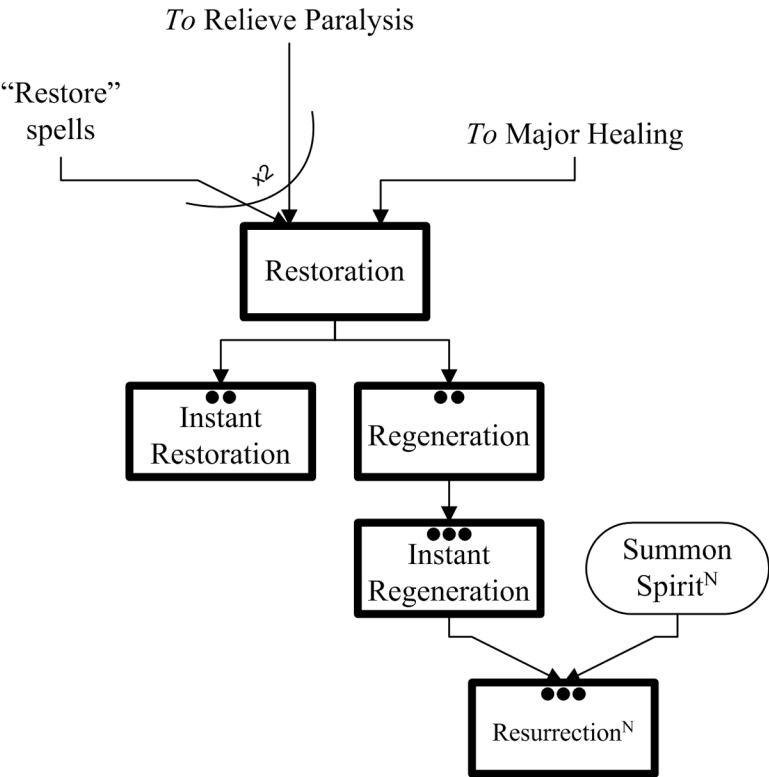 To Relieve Paralysis
“Restore”
spells
To Major Healing
x2
Restoration
Instant
Restoration
Regeneration
Instant
Regeneration
Summon
Spiritᴺ
Resurrectionᴺ